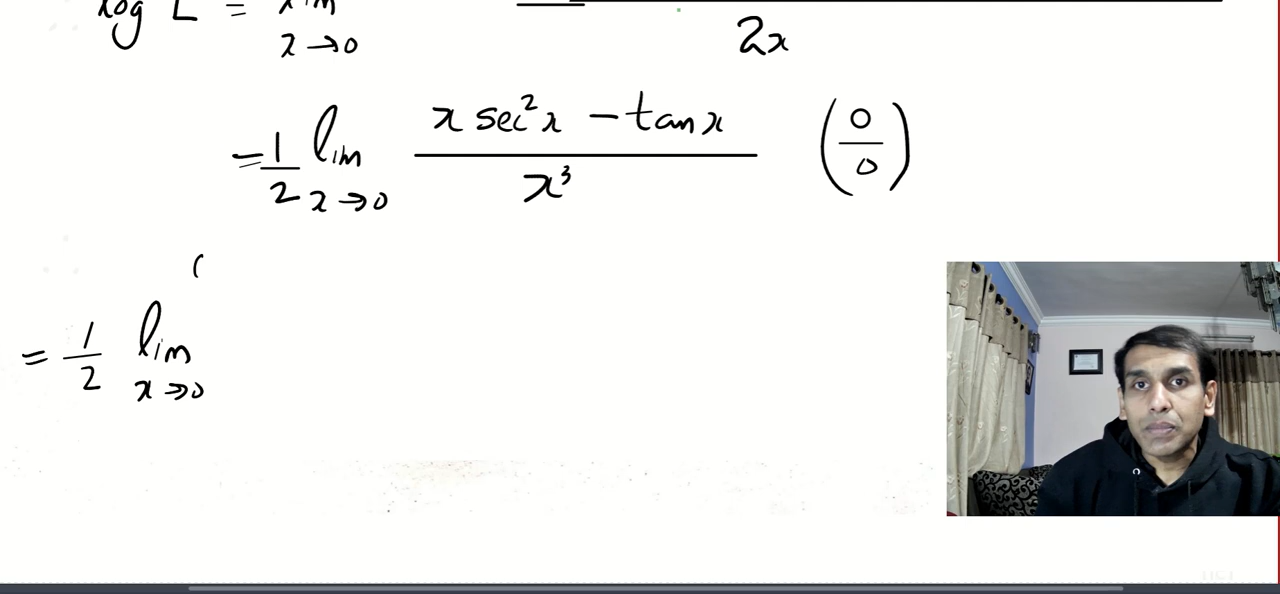 log L = lim
x→0
2x
= 1/2 lim x→0 (x sec²x − tan x)/x³ (0/0)
(
= 1/2 lim x→0